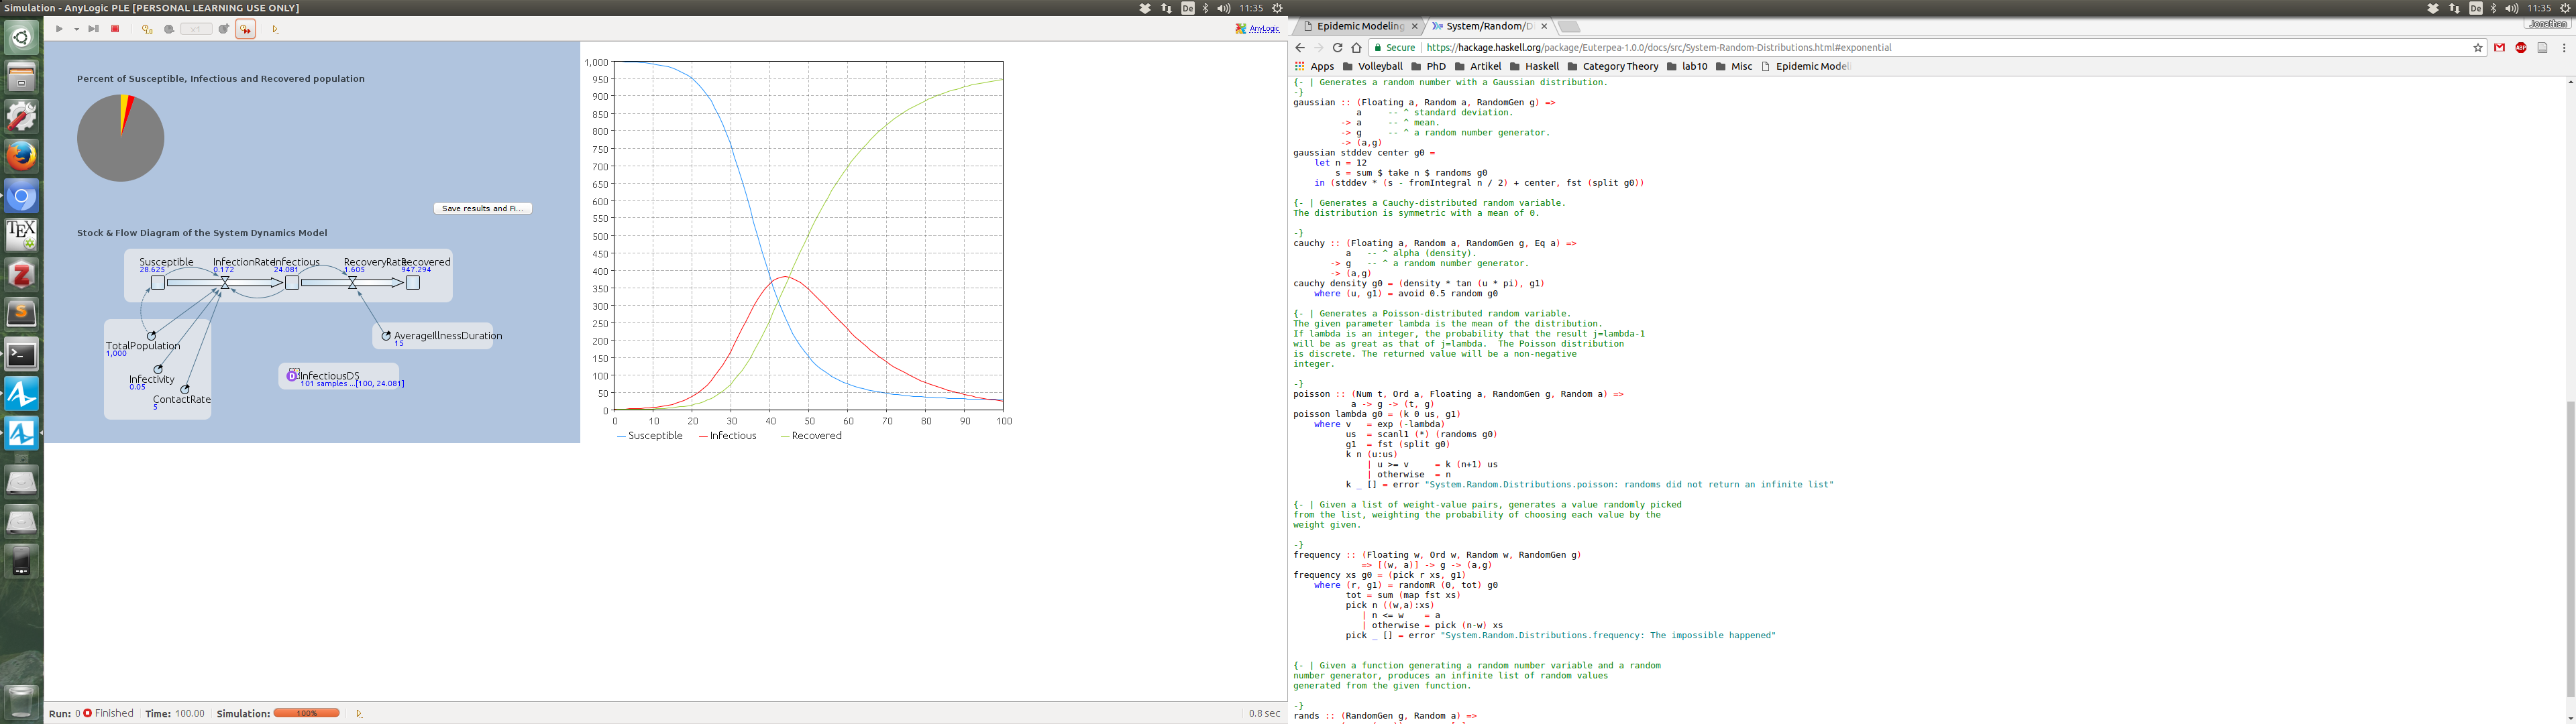 Simulation - AnyLogic PLE [PERSONAL LEARNING USE ONLY]
De
11:35
x1
AnyLogic
Percent of Susceptible, Infectious and Recovered population
Save results and Fi...
Stock & Flow Diagram of the System Dynamics Model
Susceptible
28.625
InfectionRate
0.172
Infectious
24.081
RecoveryRate
1.605
Recovered
947.294
TotalPopulation
1,000
Infectivity
0.05
ContactRate
5
AverageIllnessDuration
15
InfectiousDS
101 samples ...[100, 24.081]
1,000
950
900
850
800
750
700
650
600
550
500
450
400
350
300
250
200
150
100
50
0
0 10 20 30 40 50 60 70 80 90 100
Susceptible Infectious Recovered
Run: 0 Finished Time: 100.00 Simulation: 100%
0.8 sec
De
11:35
Epidemic Modeling
System/Random/D
Jonathan
Secure https://hackage.haskell.org/package/Euterpea-1.0.0/docs/src/System-Random-Distributions.html#exponential
Apps Volleyball PhD Artikel Haskell Category Theory lab10 Misc Epidemic Model
{- | Generates a random number with a Gaussian distribution.
-}
gaussian :: (Floating a, Random a, RandomGen g) =>
a -- ^ standard deviation.
-> a -- ^ mean.
-> g -- ^ a random number generator.
-> (a,g)
gaussian stddev center g0 =
let n = 12
s = sum $ take n $ randoms g0
in (stddev * (s - fromIntegral n / 2) + center, fst (split g0))
{- | Generates a Cauchy-distributed random variable.
The distribution is symmetric with a mean of 0.
-}
cauchy :: (Floating a, Random a, RandomGen g, Eq a) =>
a -- ^ alpha (density).
-> g -- ^ a random number generator.
-> (a,g)
cauchy density g0 = (density * tan (u * pi), g1)
where (u, g1) = avoid 0.5 random g0
{- | Generates a Poisson-distributed random variable.
The given parameter lambda is the mean of the distribution.
If lambda is an integer, the probability that the result j=lambda-1
will be as great as that of j=lambda.  The Poisson distribution
is discrete. The returned value will be a non-negative
integer.
-}
poisson :: (Num t, Ord a, Floating a, RandomGen g, Random a) =>
a -> g -> (t, g)
poisson lambda g0 = (k 0 us, g1)
where v = exp (-lambda)
us = scanl1 (*) (randoms g0)
g1 = fst (split g0)
k n (u:us)
| u >= v = k (n+1) us
| otherwise = n
k _ [] = error "System.Random.Distributions.poisson: randoms did not return an infinite list"
{- | Given a list of weight-value pairs, generates a value randomly picked
from the list, weighting the probability of choosing each value by the
weight given.
-}
frequency :: (Floating w, Ord w, Random w, RandomGen g)
=> [(w, a)] -> g -> (a,g)
frequency xs g0 = (pick r xs, g1)
where (r, g1) = randomR (0, tot) g0
tot = sum (map fst xs)
pick n ((w,a):xs)
| n <= w = a
| otherwise = pick (n-w) xs
pick _ [] = error "System.Random.Distributions.frequency: The impossible happened"
{- | Given a function generating a random number variable and a random
number generator, produces an infinite list of random values
generated from the given function.
-}
rands :: (RandomGen g, Random a) =>